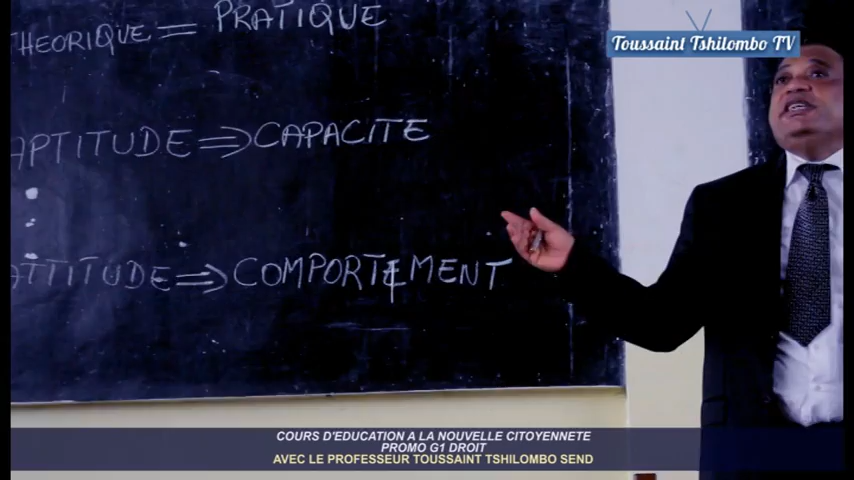 THEORIQUE = PRATIQUE
Toussaint Tshilombo TV
APTITUDE ⇒ CAPACITE
ATTITUDE ⇒ COMPORTEMENT
COURS D'EDUCATION A LA NOUVELLE CITOYENNETE
PROMO G1 DROIT
AVEC LE PROFESSEUR TOUSSAINT TSHILOMBO SEND